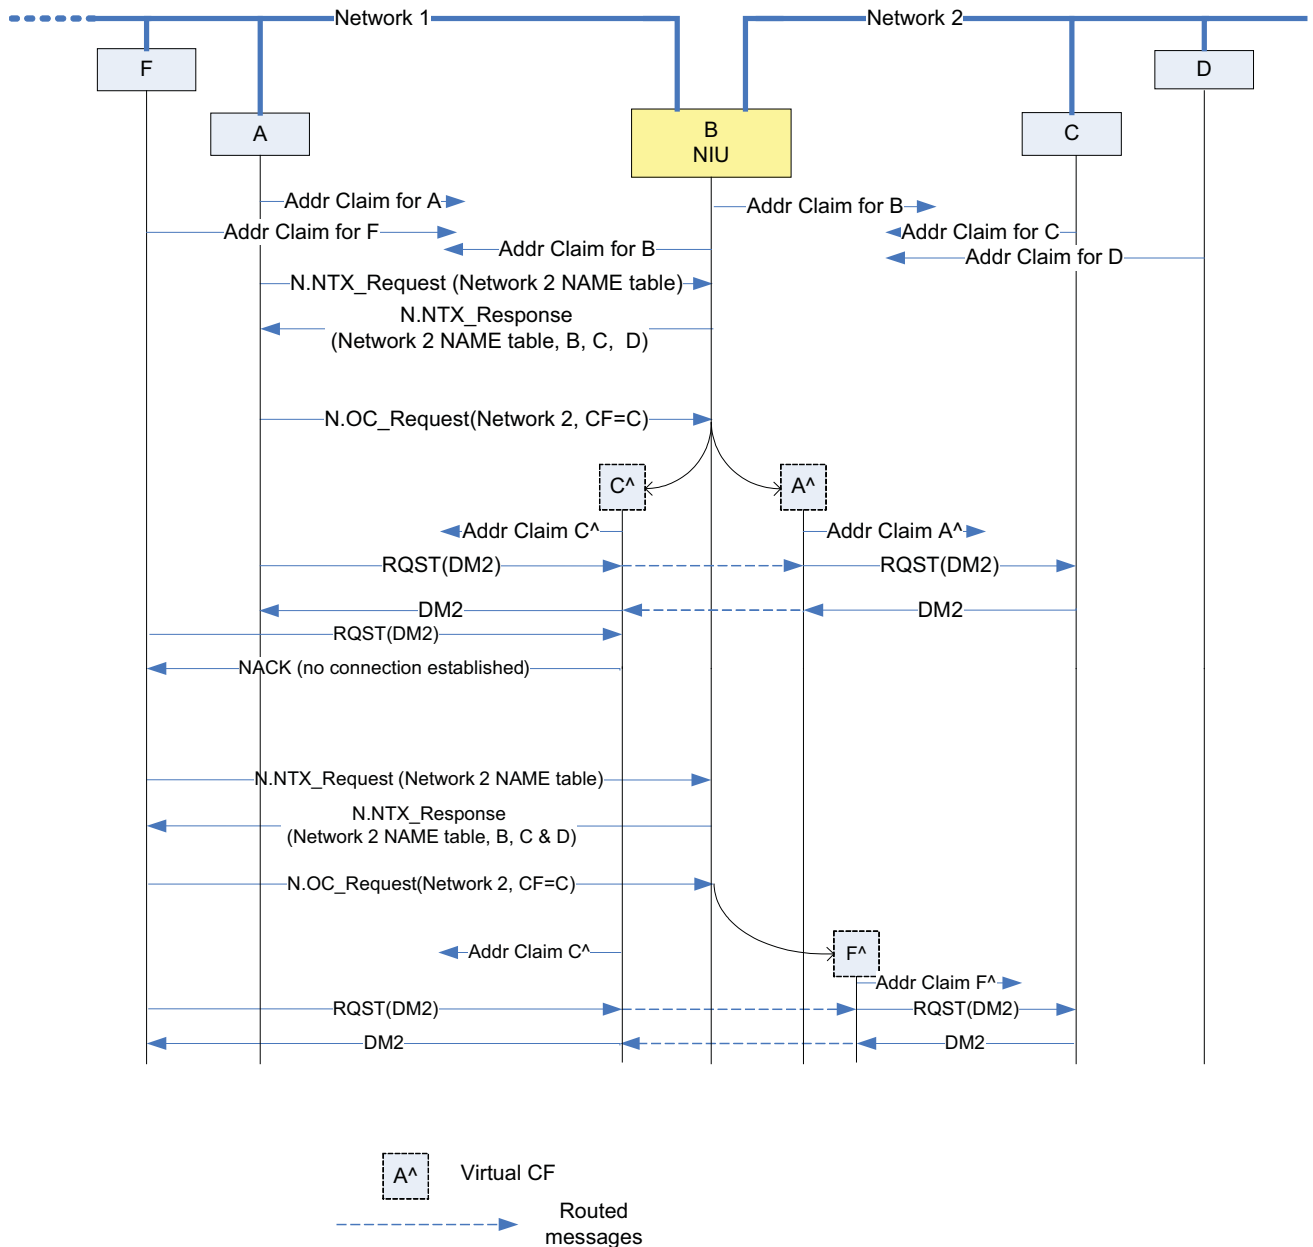 Network 1
Network 2
F
D
A
B
NIU
C
Addr Claim for A
Addr Claim for B
Addr Claim for F
Addr Claim for C
Addr Claim for B
Addr Claim for D
N.NTX_Request (Network 2 NAME table)
N.NTX_Response
(Network 2 NAME table, B, C, D)
N.OC_Request(Network 2, CF=C)
C^
A^
Addr Claim C^
Addr Claim A^
RQST(DM2)
RQST(DM2)
DM2
DM2
RQST(DM2)
NACK (no connection established)
N.NTX_Request (Network 2 NAME table)
N.NTX_Response
(Network 2 NAME table, B, C & D)
N.OC_Request(Network 2, CF=C)
Addr Claim C^
F^
Addr Claim F^
RQST(DM2)
RQST(DM2)
DM2
DM2
A^
Virtual CF
Routed
messages